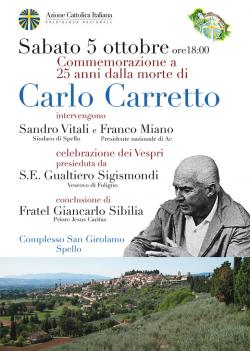 Azione Cattolica Italiana
PRESIDENZA NAZIONALE
Sabato 5 ottobre ore18:00
Commemorazione a
25 anni dalla morte di
Carlo Carretto
intervengono
Sandro Vitali e Franco Miano
Sindaco di Spello Presidente nazionale di Ac
celebrazione dei Vespri
presieduta da
S.E. Gualtiero Sigismondi
Vescovo di Foligno
conclusione di
Fratel Giancarlo Sibilia
Priore Jesus Caritas
Complesso San Girolamo
Spello